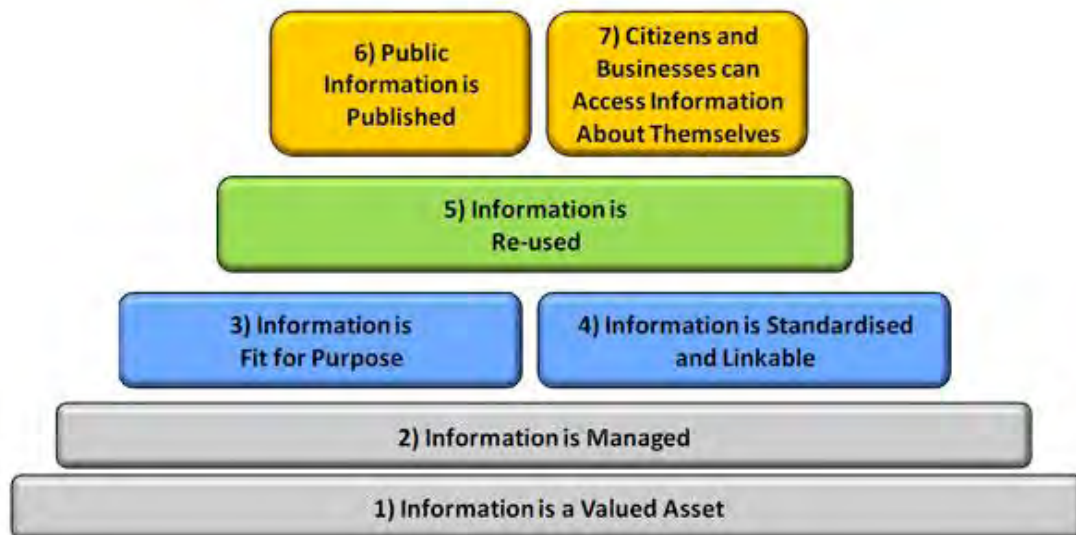 6) Public
Information is
Published
7) Citizens and
Businesses can
Access Information
About Themselves
5) Information is
Re-used
3) Information is
Fit for Purpose
4) Information is Standardised
and Linkable
2) Information is Managed
1) Information is a Valued Asset